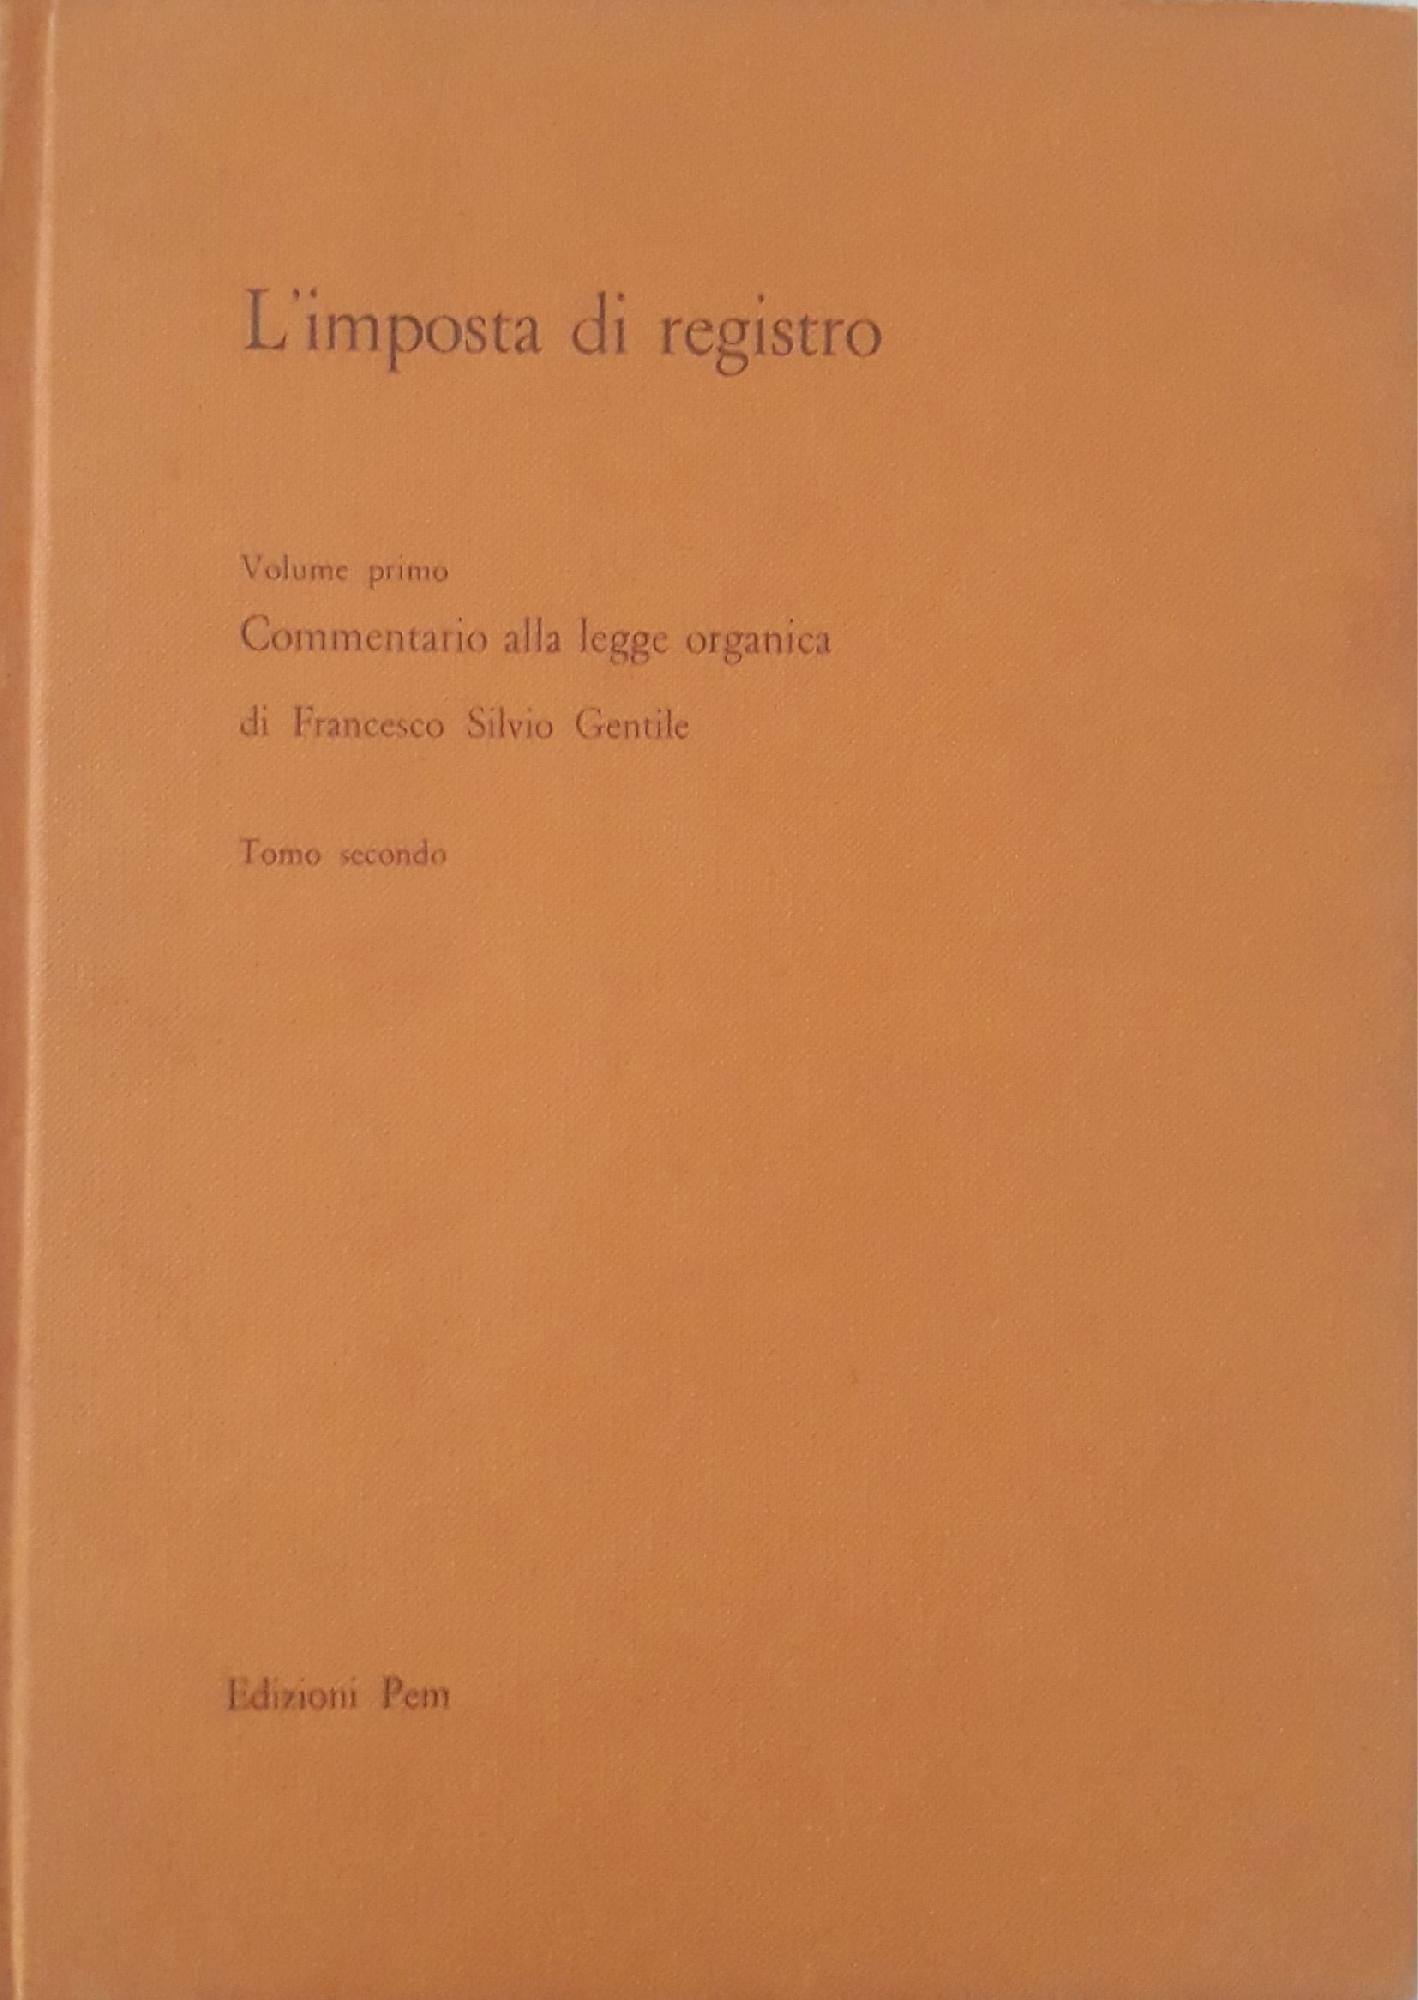 L'imposta di registro
Volume primo
Commentario alla legge organica
di Francesco Silvio Gentile
Tomo secondo
Edizioni Pem